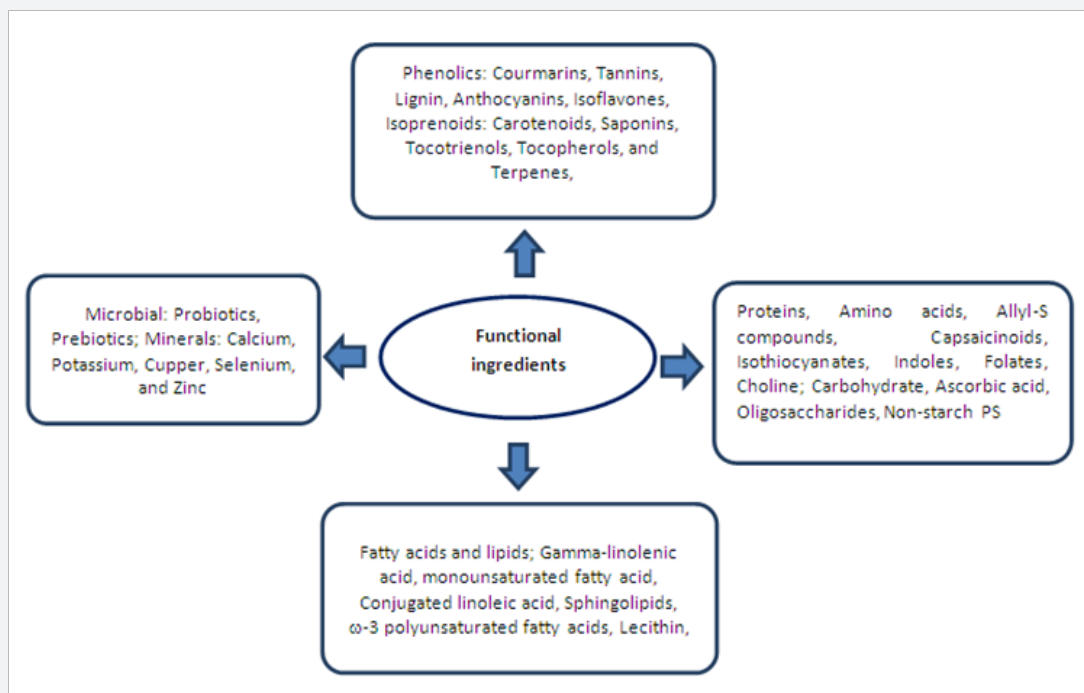 Phenolics: Courmarins, Tannins,
Lignin, Anthocyanins, Isoflavones,
Isoprenoids: Carotenoids, Saponins,
Tocotrienols, Tocopherols, and
Terpenes,
Microbial: Probiotics,
Prebiotics; Minerals: Calcium,
Potassium, Cupper, Selenium,
and Zinc
Functional
ingredients
Proteins, Amino acids, Allyl-S
compounds, Capsaicinoids,
Isothiocyanates, Indoles, Folates,
Choline; Carbohydrate, Ascorbic acid,
Oligosaccharides, Non-starch PS
Fatty acids and lipids; Gamma-linolenic
acid, monounsaturated fatty acid,
Conjugated linoleic acid, Sphingolipids,
ω-3 polyunsaturated fatty acids, Lecithin,